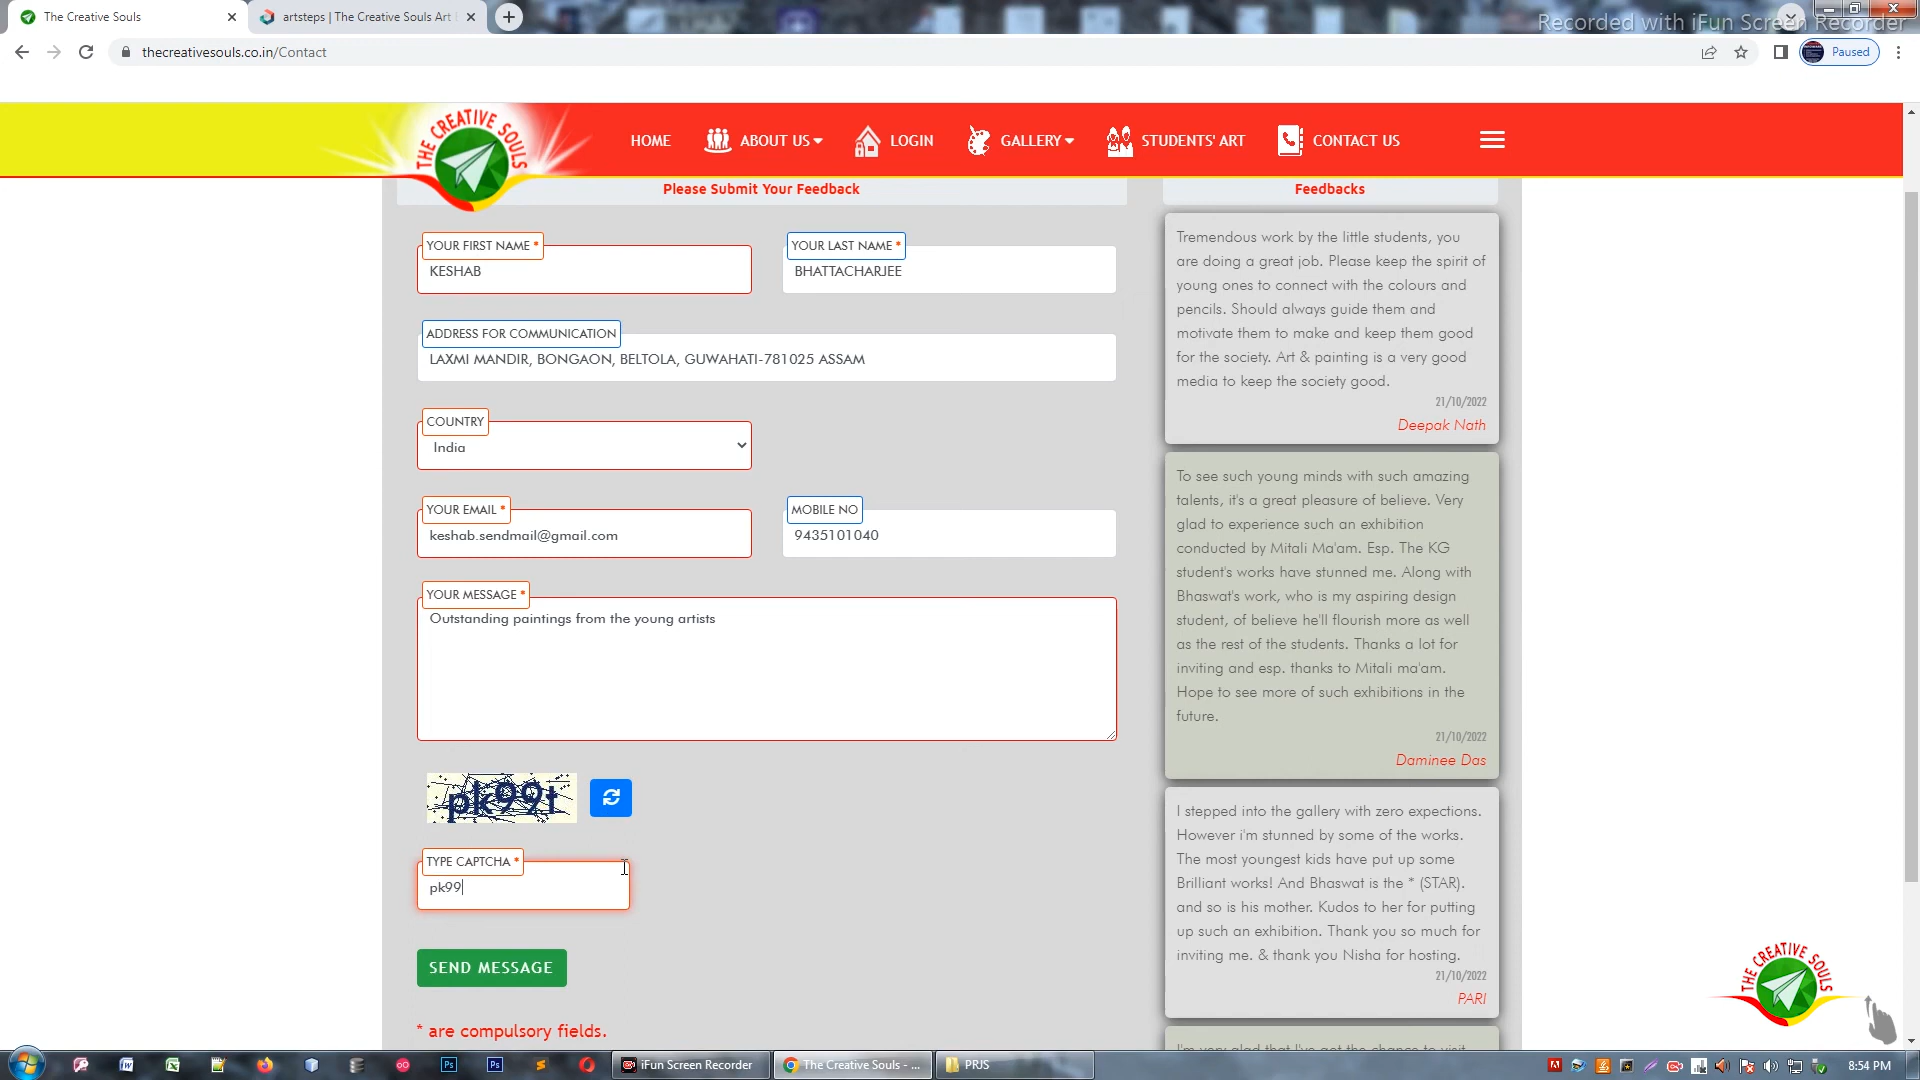 The Creative Souls
artsteps | The Creative Souls Art
Recorded with iFun Screen Recorder
thecreativesouls.co.in/Contact
Paused
THE CREATIVE SOULS
HOME
ABOUT US
LOGIN
GALLERY
STUDENTS' ART
CONTACT US
Please Submit Your Feedback
YOUR FIRST NAME *
KESHAB
YOUR LAST NAME *
BHATTACHARJEE
ADDRESS FOR COMMUNICATION
LAXMI MANDIR, BONGAON, BELTOLA, GUWAHATI-781025 ASSAM
COUNTRY
India
YOUR EMAIL *
keshab.sendmail@gmail.com
MOBILE NO
9435101040
YOUR MESSAGE *
Outstanding paintings from the young artists
pk99t
TYPE CAPTCHA *
pk99
SEND MESSAGE
* are compulsory fields.
Feedbacks
Tremendous work by the little students, you
are doing a great job. Please keep the spirit of
young ones to connect with the colours and
pencils. Should always guide them and
motivate them to make and keep them good
for the society. Art & painting is a very good
media to keep the society good.
21/10/2022
Deepak Nath
To see such young minds with such amazing
talents, it's a great pleasure of believe. Very
glad to experience such an exhibition
conducted by Mitali Ma'am. Esp. The KG
student's works have stunned me. Along with
Bhaswat's work, who is my aspiring design
student, of believe he'll flourish more as well
as the rest of the students. Thanks a lot for
inviting and esp. thanks to Mitali ma'am.
Hope to see more of such exhibitions in the
future.
21/10/2022
Daminee Das
I stepped into the gallery with zero expections.
However i'm stunned by some of the works.
The most youngest kids have put up some
Brilliant works! And Bhaswat is the * (STAR).
and so is his mother. Kudos to her for putting
up such an exhibition. Thank you so much for
inviting me. & thank you Nisha for hosting.
21/10/2022
PARI
I'm very glad that I've got the chance to visit
THE CREATIVE SOULS
iFun Screen Recorder
The Creative Souls - ...
PRJS
8:54 PM